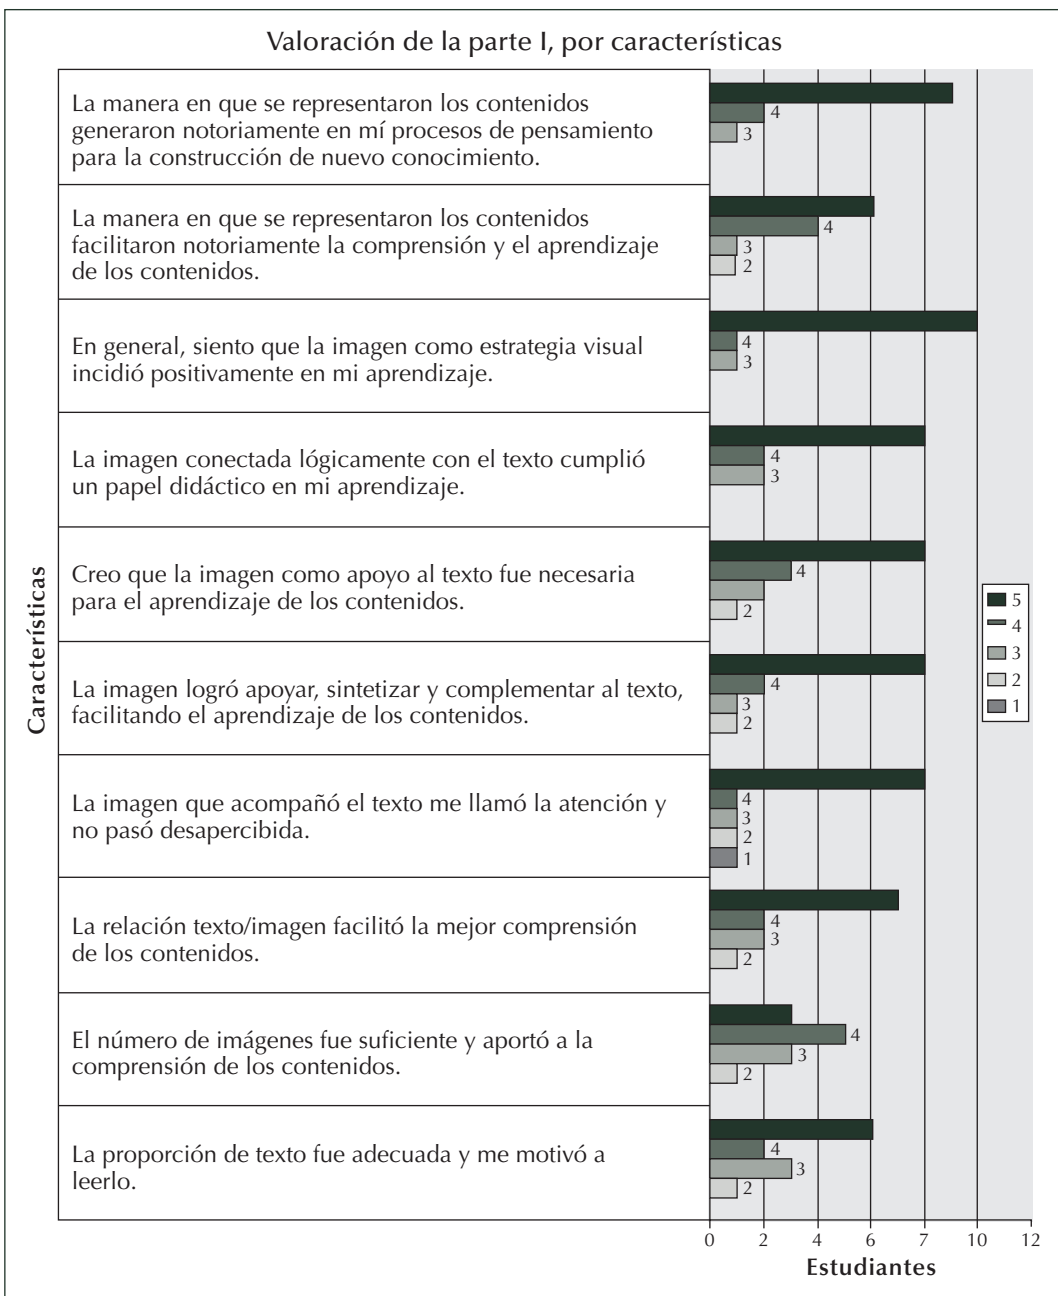 Valoración de la parte I, por características
La manera en que se representaron los contenidos
generaron notoriamente en mí procesos de pensamiento
para la construcción de nuevo conocimiento.
4
3
La manera en que se representaron los contenidos
facilitaron notoriamente la comprensión y el aprendizaje
de los contenidos.
4
3
2
En general, siento que la imagen como estrategia visual
incidió positivamente en mi aprendizaje.
4
3
La imagen conectada lógicamente con el texto cumplió
un papel didáctico en mi aprendizaje.
4
3
Creo que la imagen como apoyo al texto fue necesaria
para el aprendizaje de los contenidos.
4
2
La imagen logró apoyar, sintetizar y complementar al texto,
facilitando el aprendizaje de los contenidos.
4
3
2
La imagen que acompañó el texto me llamó la atención y
no pasó desapercibida.
4
3
2
1
La relación texto/imagen facilitó la mejor comprensión
de los contenidos.
4
3
2
El número de imágenes fue suficiente y aportó a la
comprensión de los contenidos.
4
3
2
La proporción de texto fue adecuada y me motivó a
leerlo.
4
3
2
Características
5
4
3
2
1
0 2 4 6 7 10 12
Estudiantes